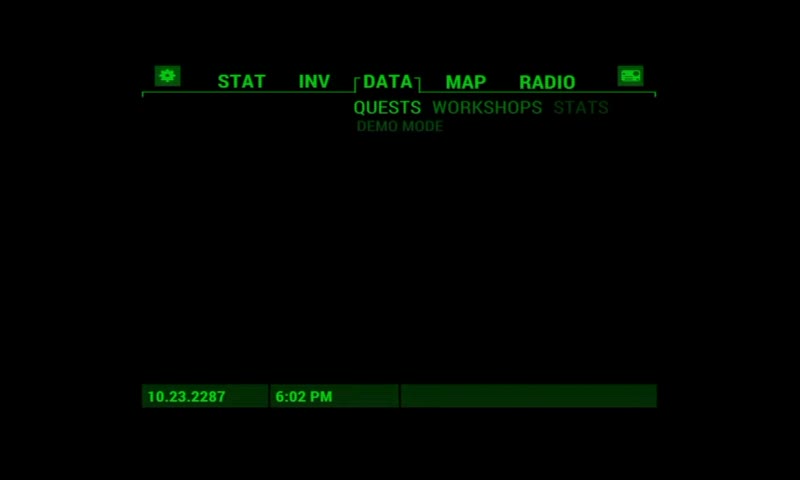 STAT INV DATA MAP RADIO
QUESTS WORKSHOPS STATS
DEMO MODE
10.23.2287 6:02 PM